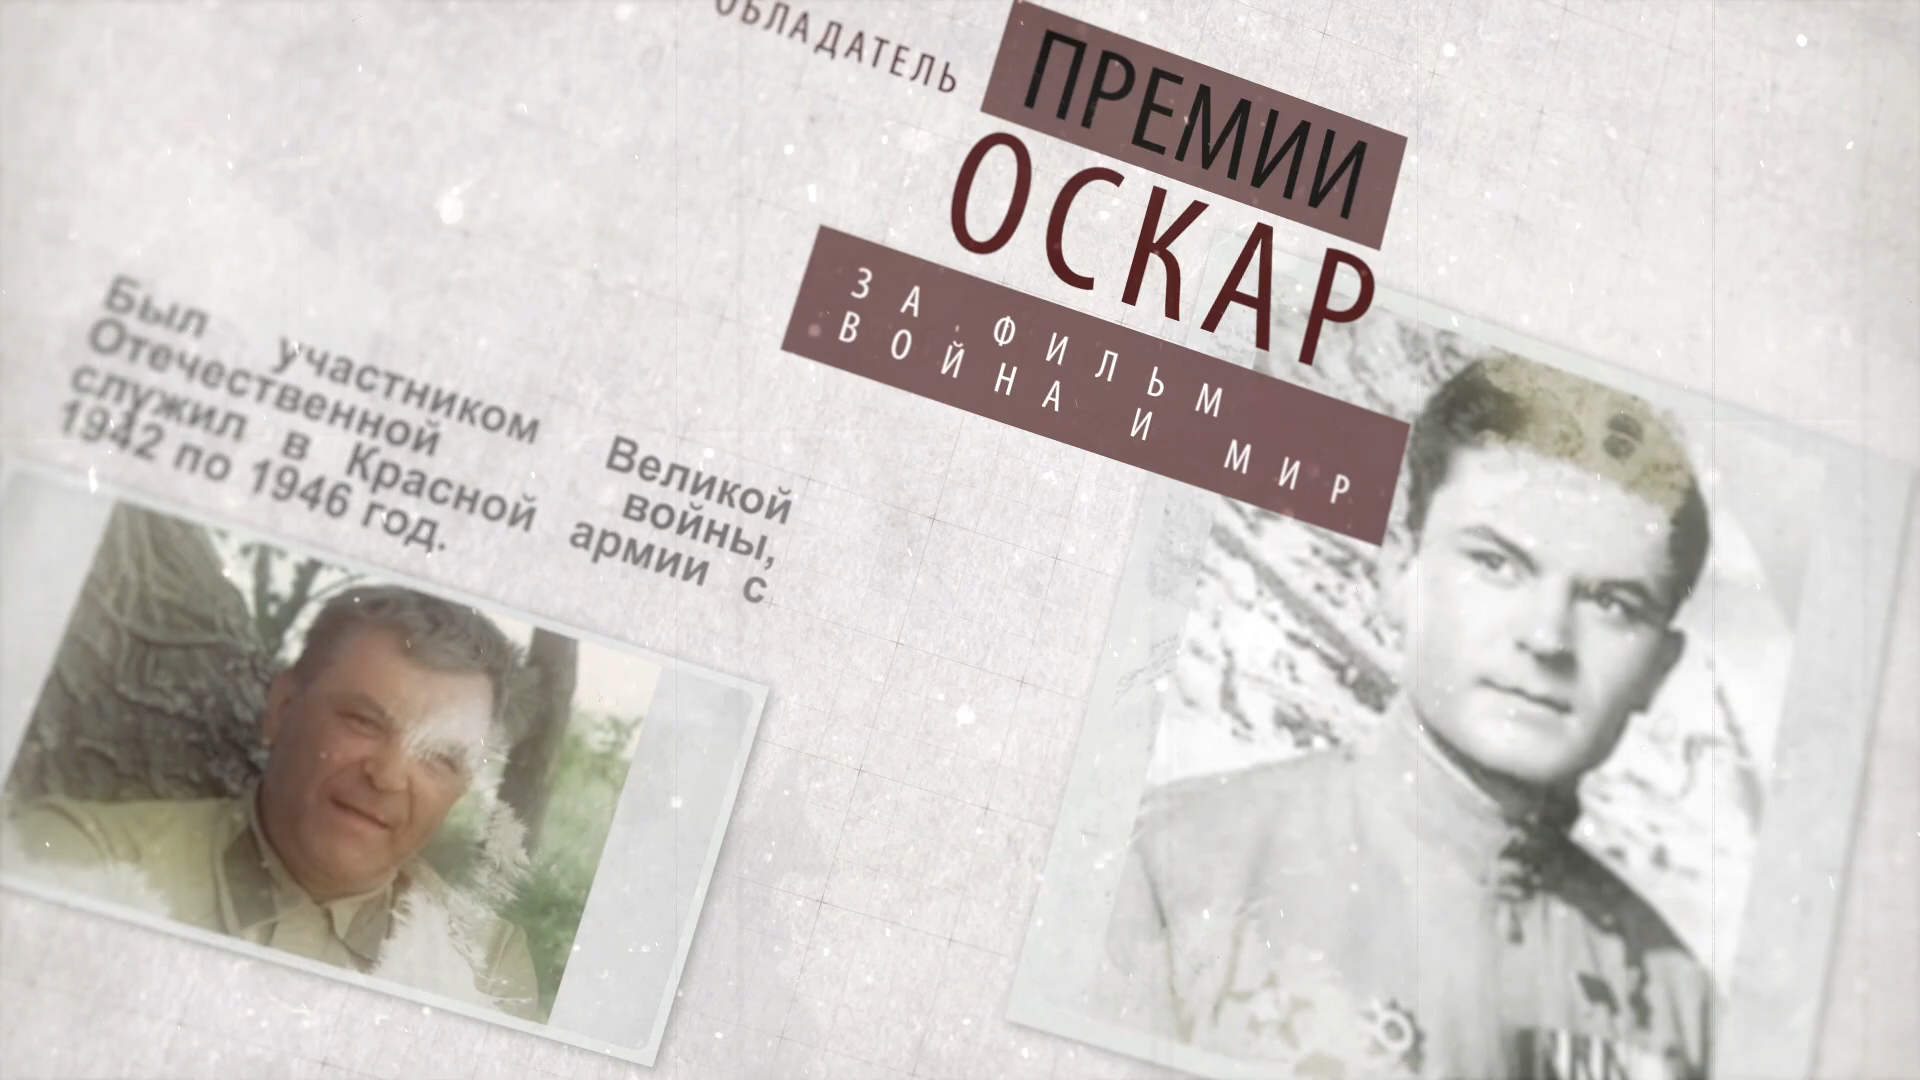 ОБЛАДАТЕЛЬ
ПРЕМИИ
ОСКАР
ЗА ФИЛЬМ
ВОЙНА И МИР
Был участником Великой
Отечественной войны,
служил в Красной армии с
1942 по 1946 год.